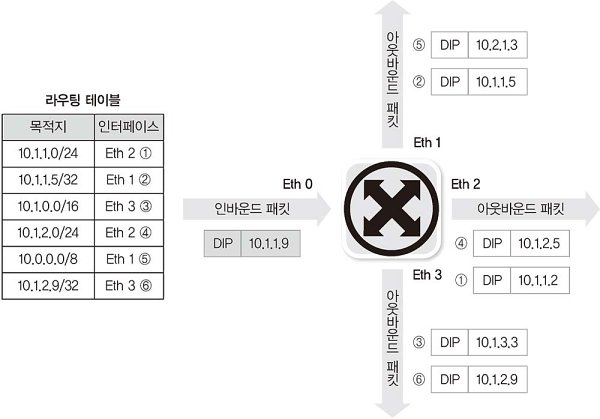 라우팅 테이블
목적지 인터페이스
10.1.1.0/24 Eth 2 ①
10.1.1.5/32 Eth 1 ②
10.1.0.0/16 Eth 3 ③
10.1.2.0/24 Eth 2 ④
10.0.0.0/8 Eth 1 ⑤
10.1.2.9/32 Eth 3 ⑥
Eth 0
인바운드 패킷
DIP 10.1.1.9
아웃바운드 패킷
⑤ DIP 10.2.1.3
② DIP 10.1.1.5
Eth 1
Eth 2
아웃바운드 패킷
④ DIP 10.1.2.5
① DIP 10.1.1.2
Eth 3
아웃바운드 패킷
③ DIP 10.1.3.3
⑥ DIP 10.1.2.9